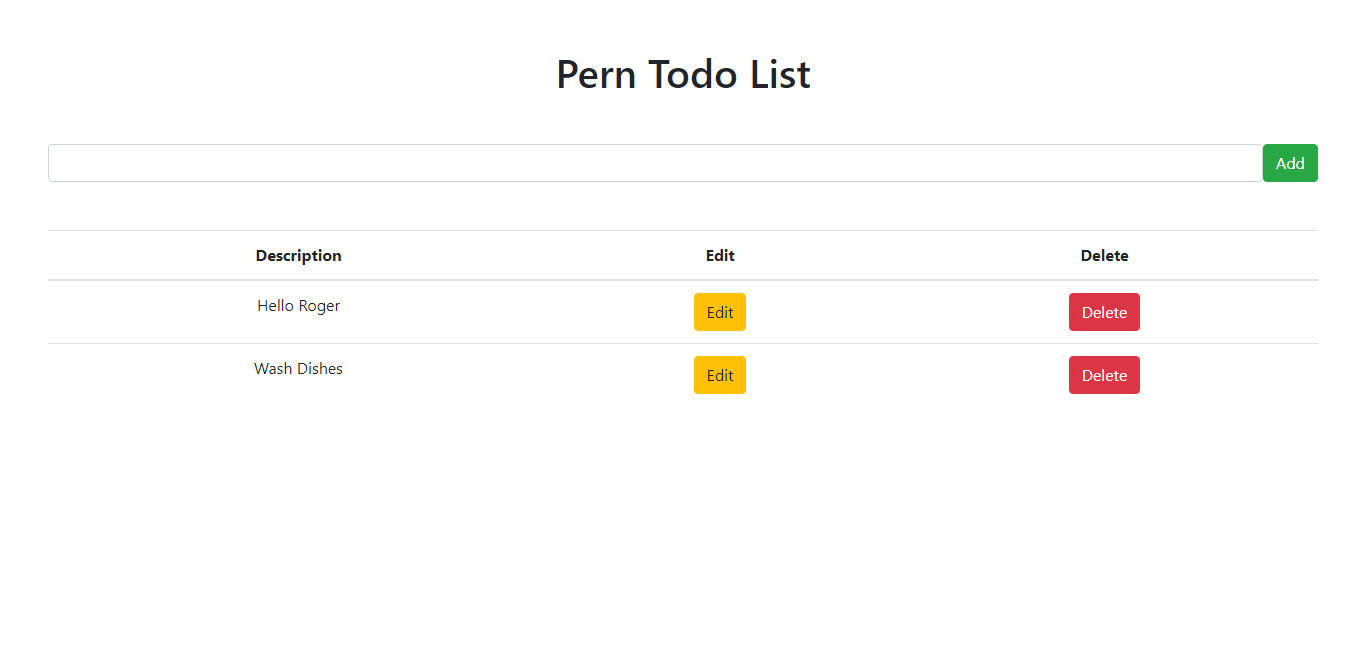 Pern Todo List
Add
Description Edit Delete
Hello Roger Edit Delete
Wash Dishes Edit Delete